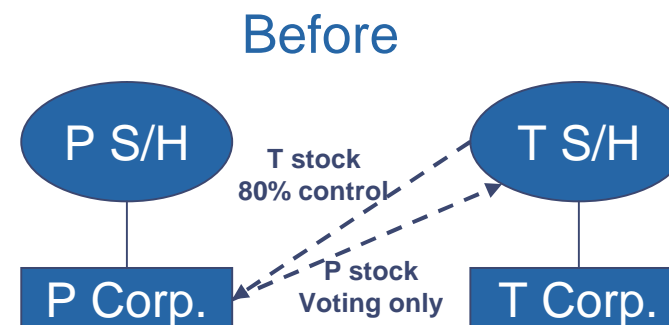 Before
P S/H
T S/H
T stock
80% control
P stock
Voting only
P Corp.
T Corp.